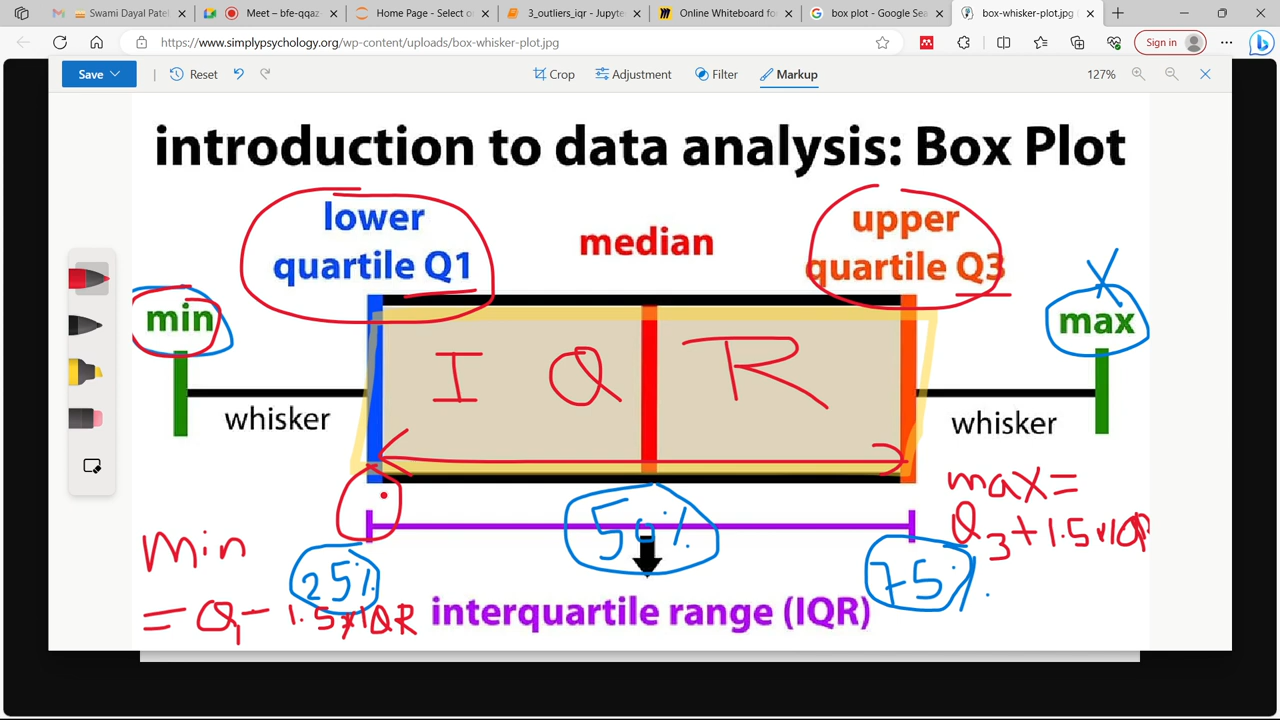 Swami Dayal Patel
Meet – bfe-qqaz
Home Page - Select o
3_outliers_iqr - Jupyte
Online Whiteboard fo
box plot - Google Sea
box-whisker-plot.jpg
https://www.simplypsychology.org/wp-content/uploads/box-whisker-plot.jpg
Sign in
Save
Reset
Crop
Adjustment
Filter
Markup
127%
introduction to data analysis: Box Plot
lower
quartile Q1
median
upper
quartile Q3
min
X
max
I Q R
whisker
whisker
max =
Q3 + 1.5×IQR
Min
= Q1 - 1.5×IQR
25%
50%
75%.
interquartile range (IQR)